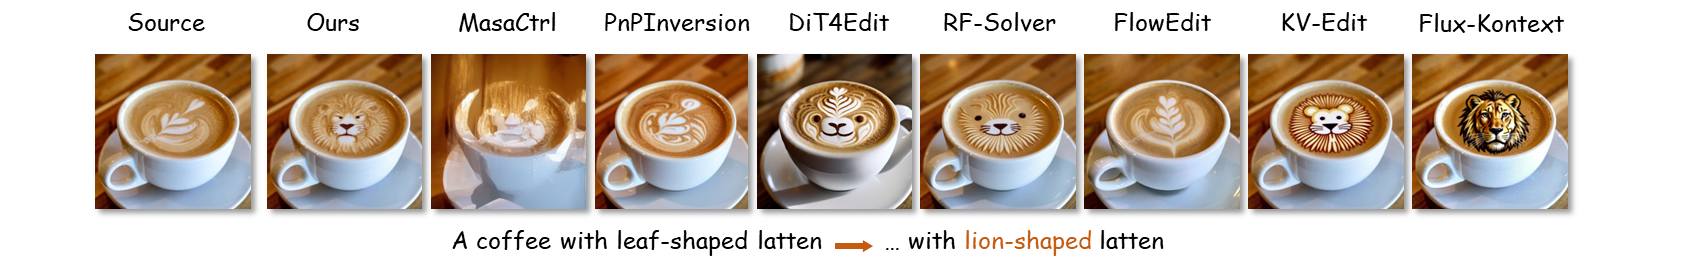 Source Ours MasaCtrl PnPInversion DiT4Edit RF-Solver FlowEdit KV-Edit Flux-Kontext
A coffee with leaf-shaped latten → ... with lion-shaped latten